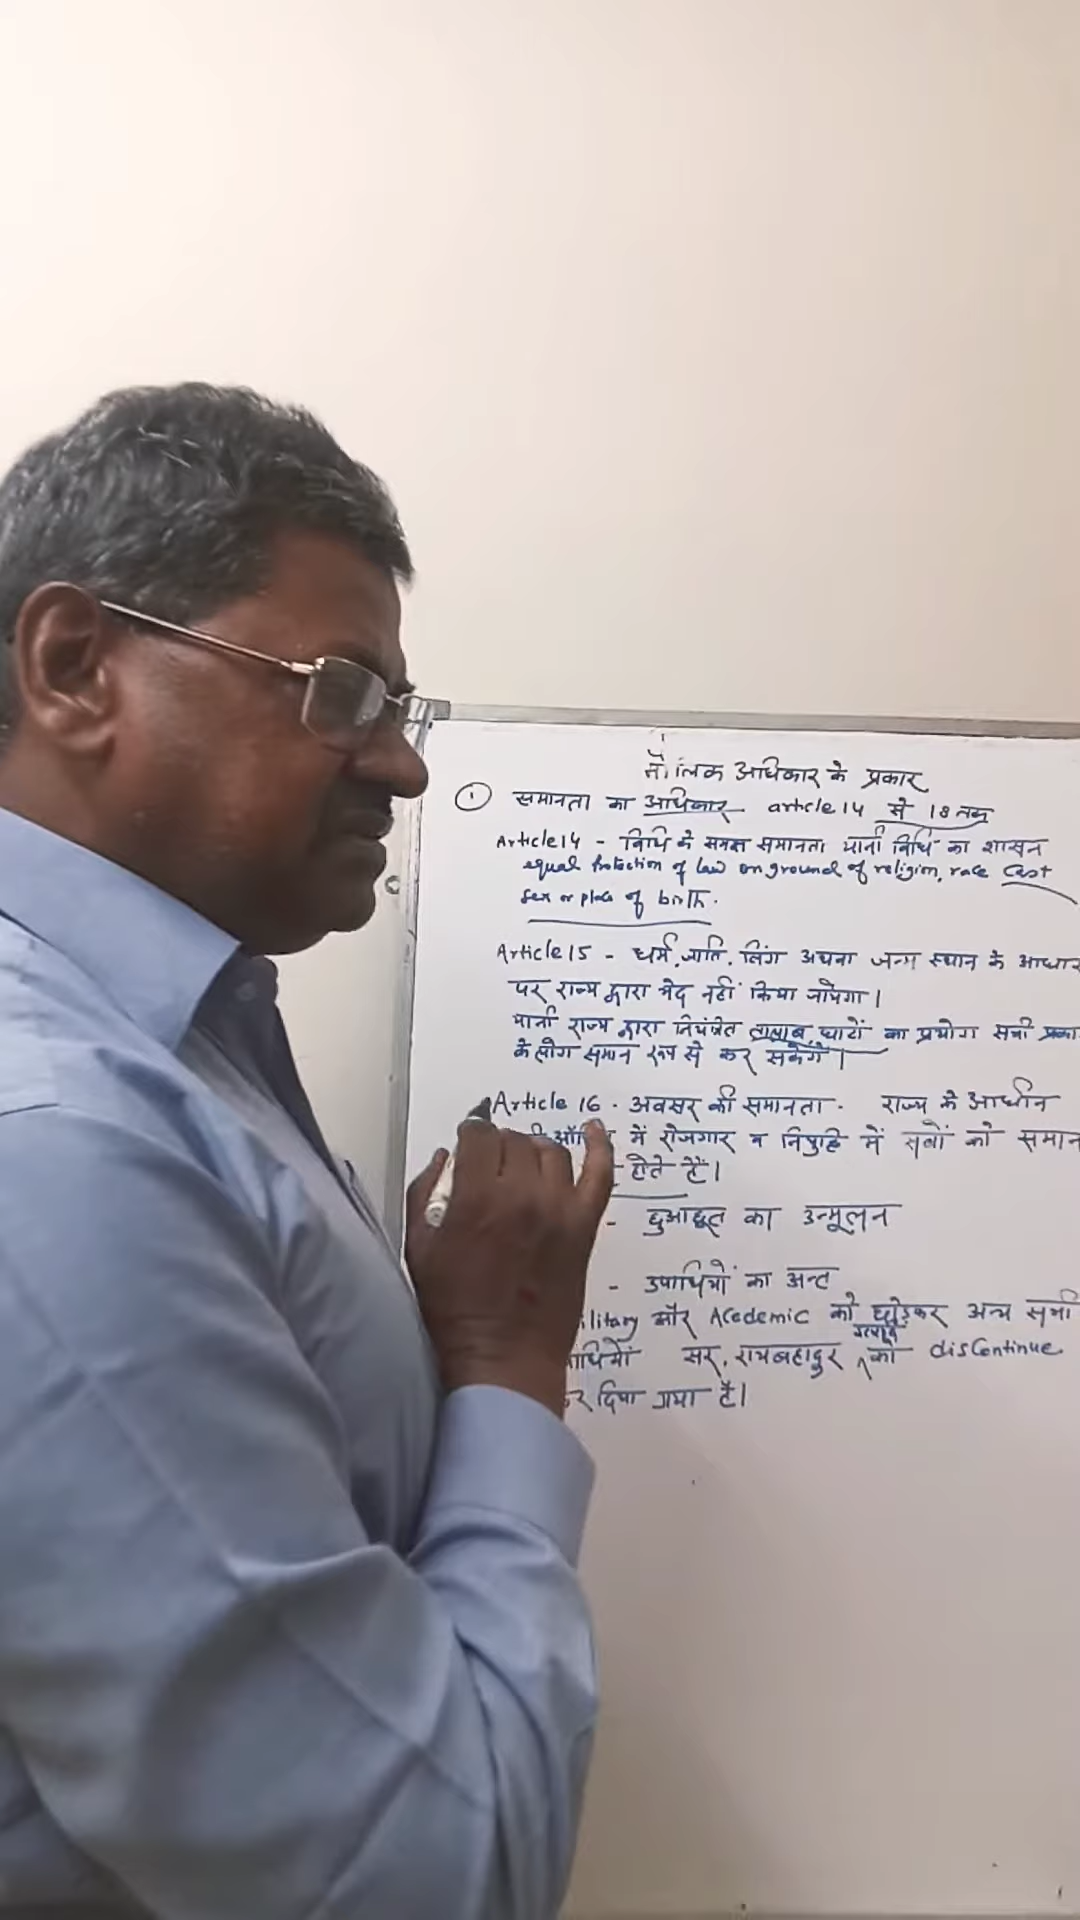 मौलिक अधिकार के प्रकार
① समानता का अधिकार article 14 से 18 तक
Article 14 - विधि के समक्ष समानता यानी विधि का शासन
equal Protection of law on ground of religion, race Cast
Sex or place of birth.
Article 15 - धर्म, जाति, लिंग अथवा जन्म स्थान के आधार
पर राज्य द्वारा भेद नहीं किया जायेगा।
यानी राज्य द्वारा नियंत्रित तालाब, घाटों का प्रयोग सभी प्रका
के लोग समान रूप से कर सकेंगे।
Article 16 - अवसर की समानता - राज्य के आधीन
में रोजगार व नियुक्ति में सबों को समान
होते हैं।
- छुआछूत का उन्मूलन
- उपाधियों का अन्त
ilitary और Academic को छोड़कर अन्य सभी
ाधियों सर, रायबहादुर को discontinue
कर दिया गया है।